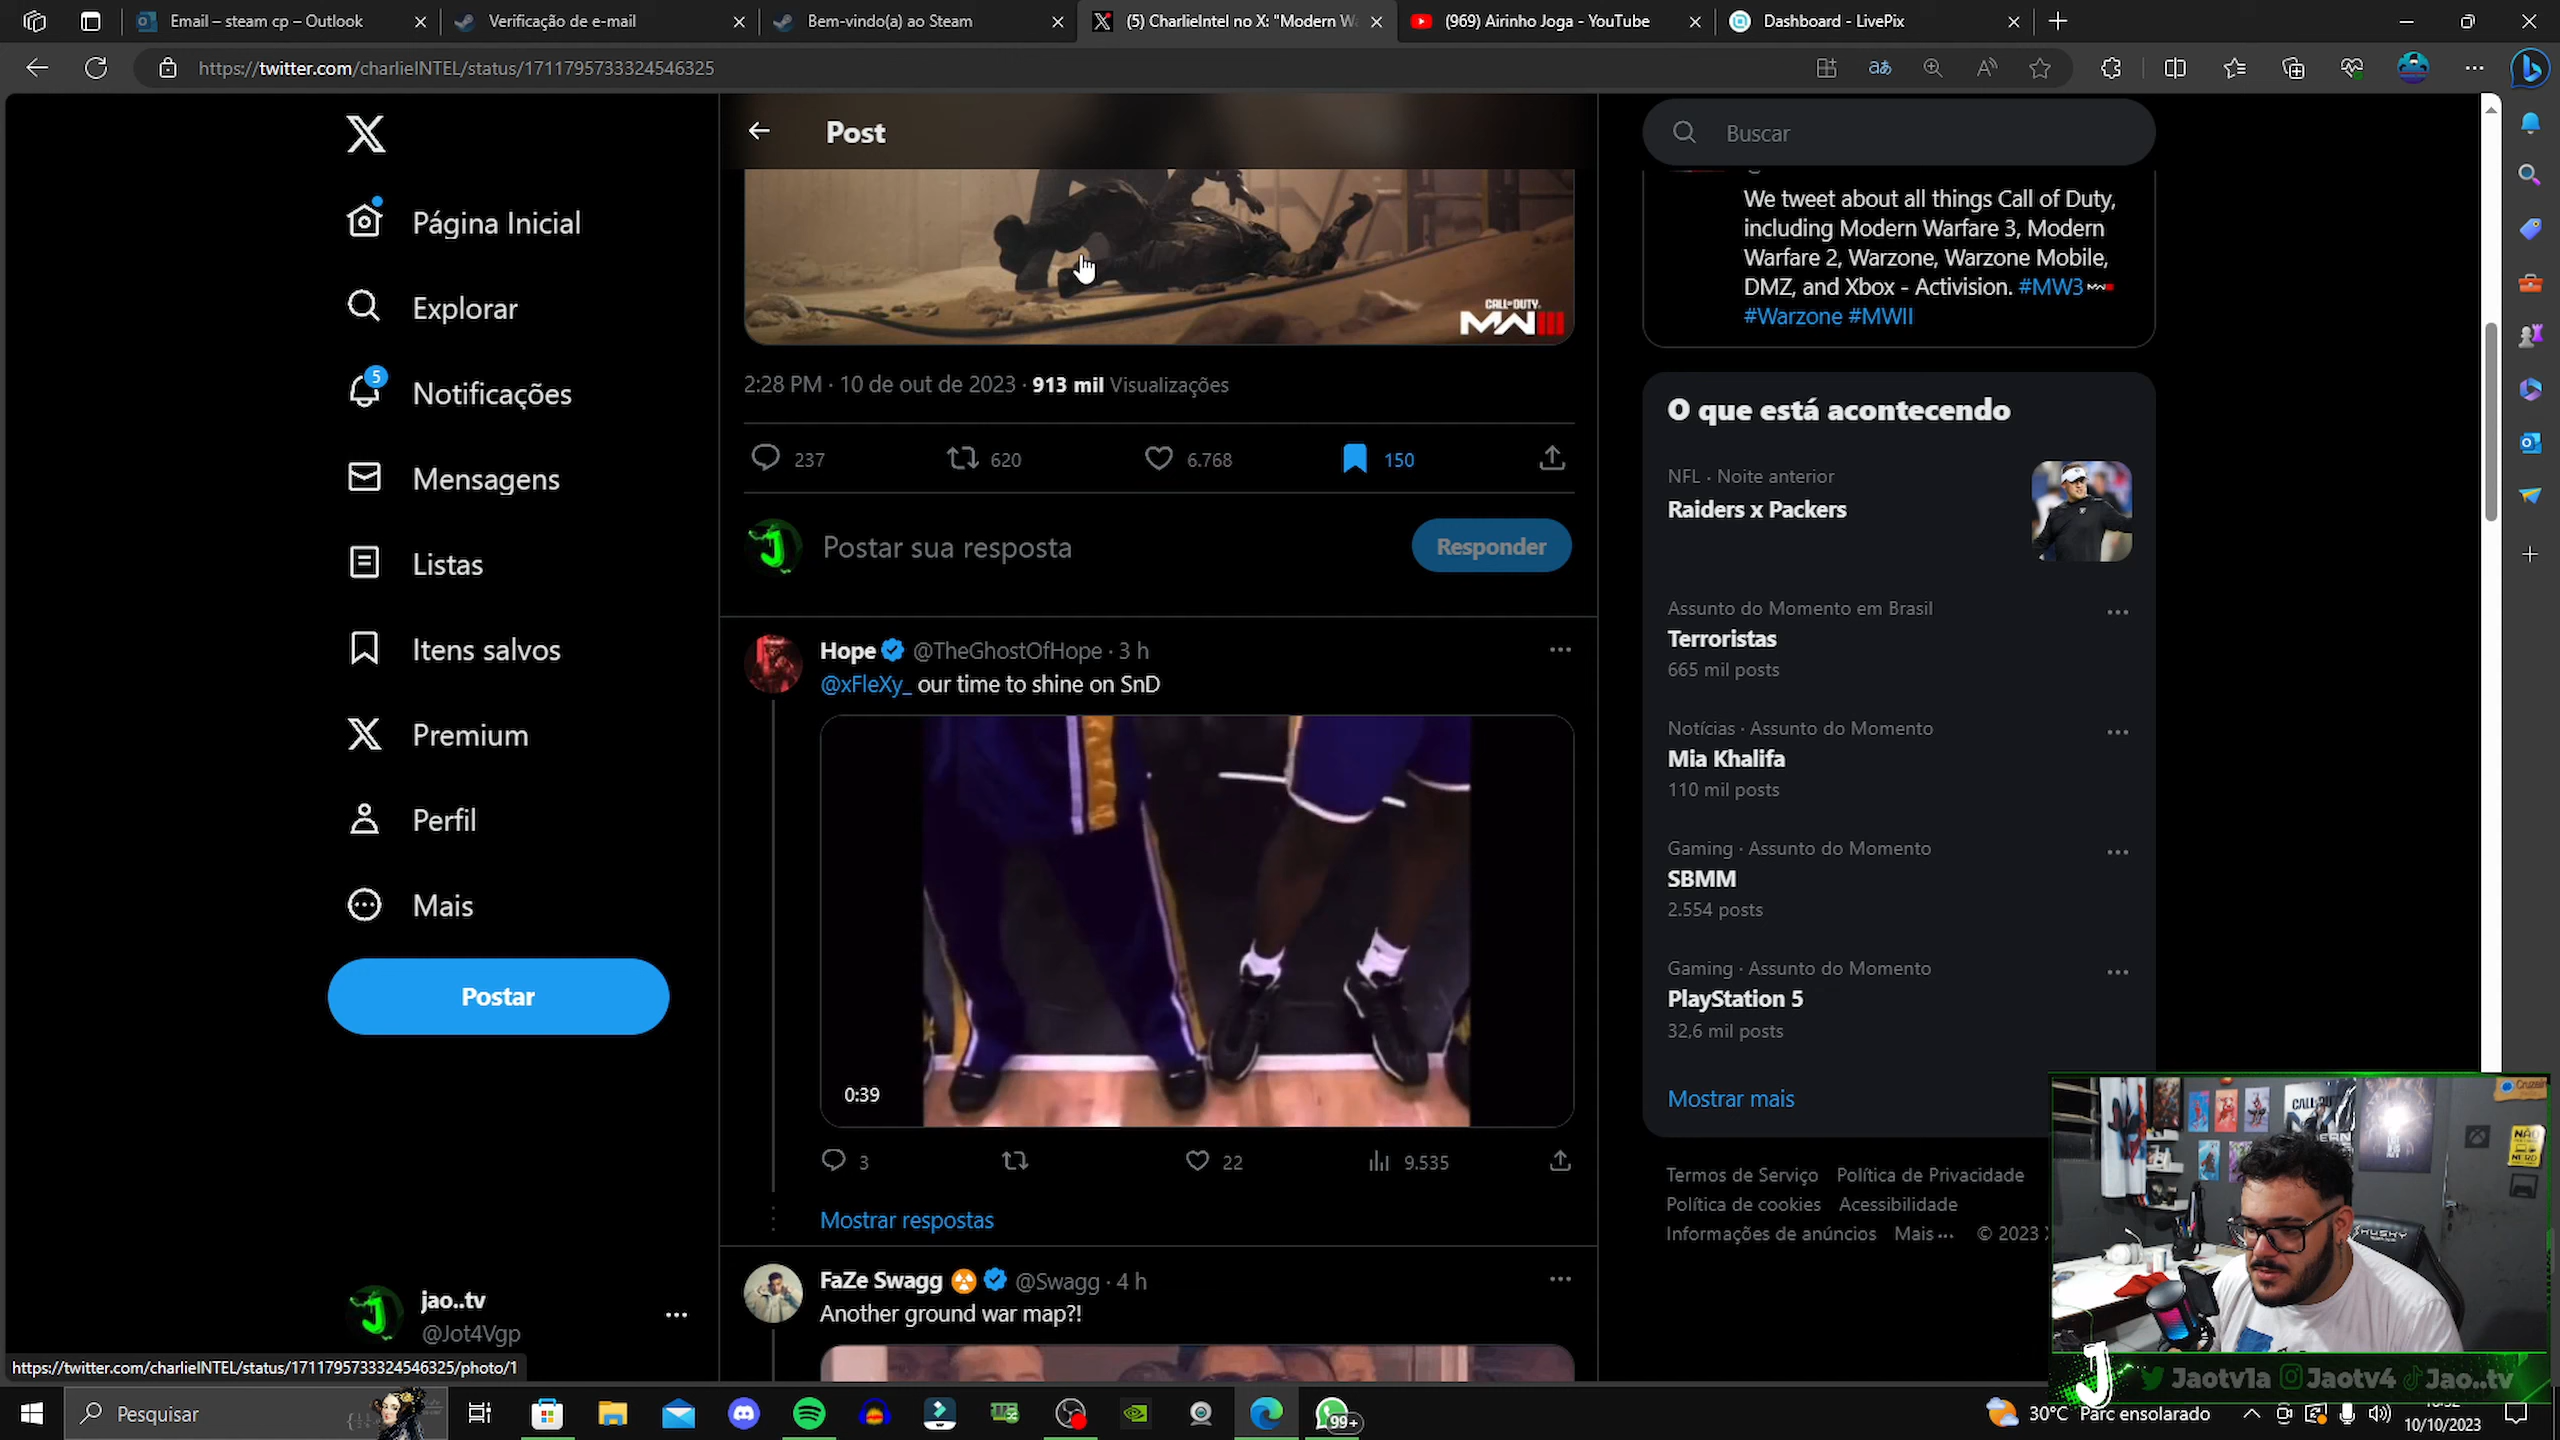 Email – steam cp – Outlook
Verificação de e-mail
Bem-vindo(a) ao Steam
(5) CharlieIntel no X: "Modern Wa
(969) Airinho Joga - YouTube
Dashboard - LivePix
https://twitter.com/charlieINTEL/status/1711795733324546325
Página Inicial
Explorar
5
Notificações
Mensagens
Listas
Itens salvos
Premium
Perfil
Mais
Postar
jao..tv
@Jot4Vgp
Post
CALL OF DUTY
MWIII
2:28 PM · 10 de out de 2023 · 913 mil Visualizações
237
620
6.768
150
Postar sua resposta
Responder
Hope @TheGhostOfHope · 3 h
@xFleXy_ our time to shine on SnD
0:39
3
22
9.535
Mostrar respostas
FaZe Swagg @Swagg · 4 h
Another ground war map?!
Buscar
We tweet about all things Call of Duty,
including Modern Warfare 3, Modern
Warfare 2, Warzone, Warzone Mobile,
DMZ, and Xbox - Activision. #MW3
#Warzone #MWII
O que está acontecendo
NFL · Noite anterior
Raiders x Packers
Assunto do Momento em Brasil
Terroristas
665 mil posts
Notícias · Assunto do Momento
Mia Khalifa
110 mil posts
Gaming · Assunto do Momento
SBMM
2.554 posts
Gaming · Assunto do Momento
PlayStation 5
32,6 mil posts
Mostrar mais
Termos de Serviço Política de Privacidade
Política de cookies Acessibilidade
Informações de anúncios Mais ··· © 2023
Jaotv1a Jaotv4 Jao..tv
https://twitter.com/charlieINTEL/status/1711795733324546325/photo/1
Pesquisar
99+
30°C Parc ensolarado
10/10/2023